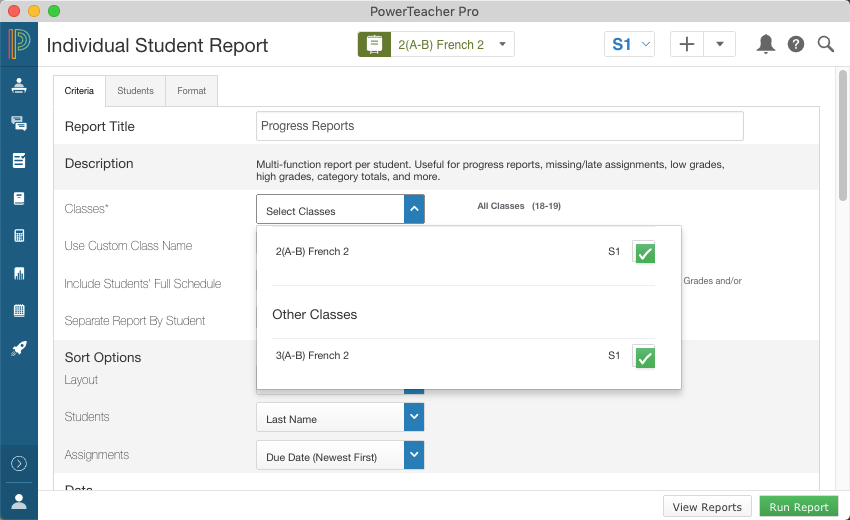 PowerTeacher Pro
Individual Student Report
2(A-B) French 2
S1
Criteria
Students
Format
Report Title
Progress Reports
Description
Multi-function report per student. Useful for progress reports, missing/late assignments, low grades,
high grades, category totals, and more.
Classes*
Select Classes
All Classes (18-19)
Use Custom Class Name
2(A-B) French 2 S1
Include Students' Full Schedule
Grades and/or
Other Classes
Separate Report By Student
3(A-B) French 2 S1
Sort Options
Layout
Students
Last Name
Assignments
Due Date (Newest First)
View Reports
Run Report